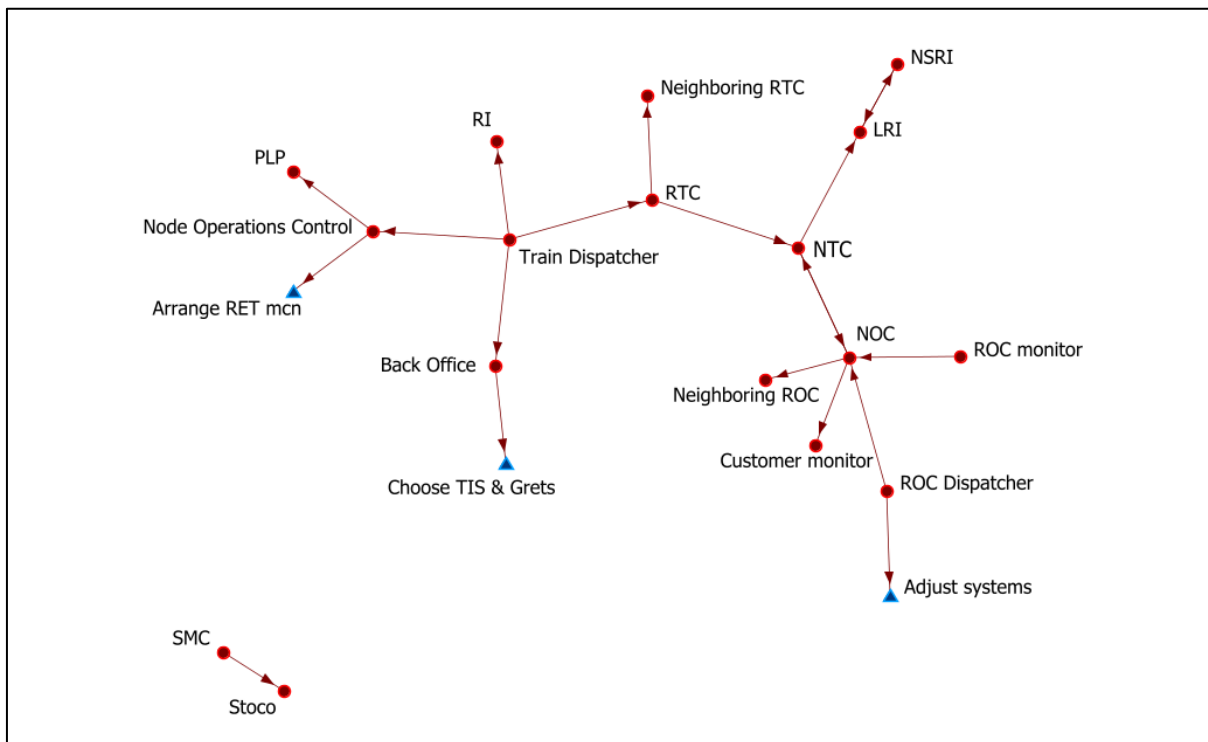 NSRI
Neighboring RTC
RI
LRI
PLP
RTC
Node Operations Control
Train Dispatcher
NTC
Arrange RET mcn
NOC
ROC monitor
Back Office
Neighboring ROC
Customer monitor
ROC Dispatcher
Choose TIS & Grets
Adjust systems
SMC
Stoco